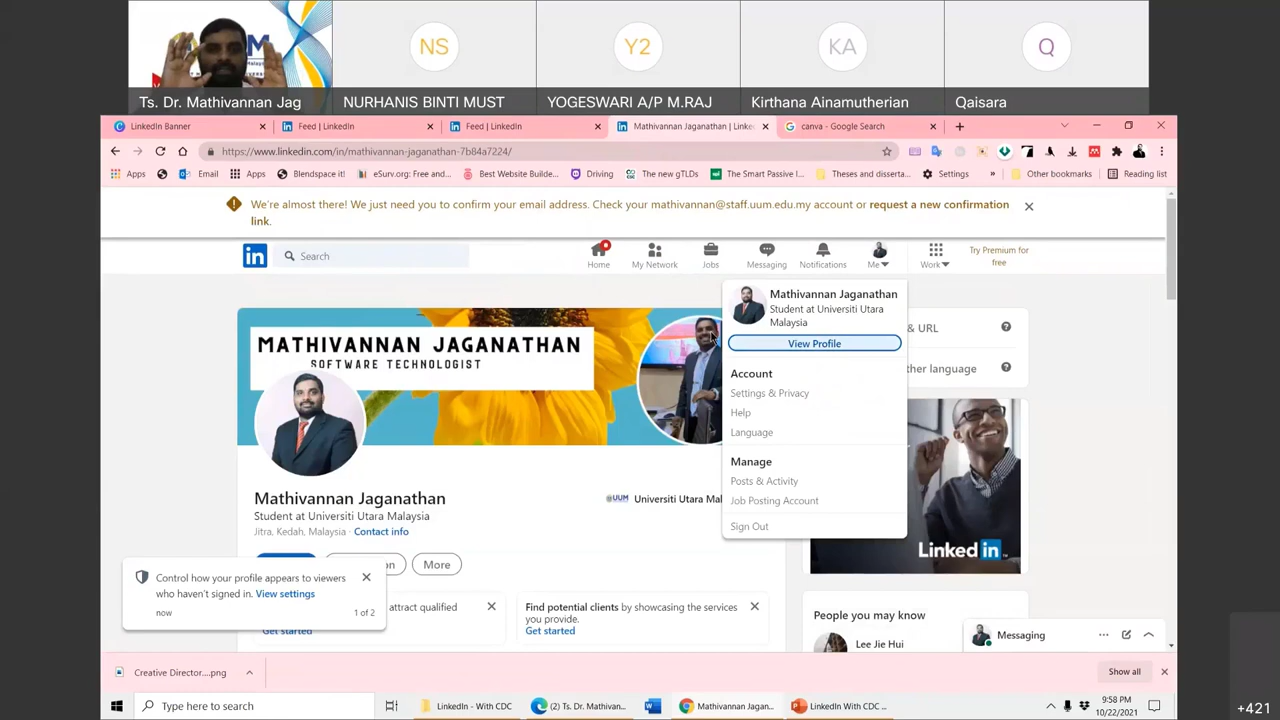 NS
Y2
KA
Q
Ts. Dr. Mathivannan Jag
NURHANIS BINTI MUST
YOGESWARI A/P M.RAJ
Kirthana Ainamutherian
Qaisara
LinkedIn Banner
Feed | LinkedIn
Feed | LinkedIn
Mathivannan Jaganathan | Linke
canva - Google Search
https://www.linkedin.com/in/mathivannan-jaganathan-7b84a7224/
Apps
Email
Apps
Blendspace it!
eSurv.org: Free and...
Best Website Builde...
Driving
The new gTLDs
The Smart Passive I...
Theses and disserta...
Settings
»
Other bookmarks
Reading list
We're almost there! We just need you to confirm your email address. Check your mathivannan@staff.uum.edu.my account or request a new confirmation
link.
in
Search
Home
My Network
Jobs
Messaging
Notifications
Me
Work
Try Premium for
free
MATHIVANNAN JAGANATHAN
SOFTWARE TECHNOLOGIST
Mathivannan Jaganathan
Student at Universiti Utara
Malaysia
View Profile
Account
Settings & Privacy
Help
Language
Manage
Posts & Activity
Job Posting Account
Sign Out
& URL
her language
Linked in
Mathivannan Jaganathan
Student at Universiti Utara Malaysia
Jitra, Kedah, Malaysia Contact info
UUM Universiti Utara Mal
on
More
Control how your profile appears to viewers
who haven't signed in. View settings
now
1 of 2
attract qualified
Get started
Find potential clients by showcasing the services
you provide.
Get started
People you may know
Lee Jie Hui
Messaging
Creative Director....png
Show all
Type here to search
LinkedIn - With CDC
(2) Ts. Dr. Mathivan...
Mathivannan Jagan...
LinkedIn With CDC ...
9:58 PM
10/22/2021
+421